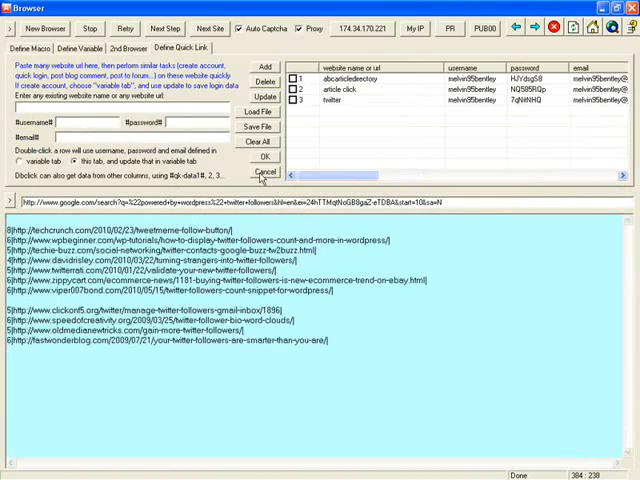 Browser
> New Browser Stop Retry Next Step Next Site Auto Captcha Proxy 174.34.170.221 My IP PR PUB00
Define Macro Define Variable 2nd Browser Define Quick Link
Paste many website url here, then perform similar tasks (create account,
quick login, post blog comment, post to forums...) on these website quickly
If create account, choose "variable tab", and use update to save login data
Enter any existing website name or any website url:
#username# #password#
#email#
Double-click a row will use username, password and email defined in
variable tab this tab, and update that in variable tab
Dbclick can also get data from other columns, using #qk-data1#, 2, 3...
Add
Delete
Update
Load File
Save File
Clear All
OK
Cancel
website name or url username password email
1 abcarticledirectory melvin95bentley HJYdsgS8 melvin95bentley@
2 article click melvin95bentley NQ585RQp melvin95bentley@
3 twitter melvin95bentley 7qNitNHQ melvin95bentley@
> http://www.google.com/search?q=%22powered+by+wordpress%22+twitter+followers&hl=en&ei=24hTTMqtNoGB8gaZ-eTDBA&start=10&sa=N
8|http://techcrunch.com/2010/02/23/tweetmeme-follow-button/|
6|http://www.wpbeginner.com/wp-tutorials/how-to-display-twitter-followers-count-and-more-in-wordpress/|
5|http://techie-buzz.com/social-networking/twitter-contacts-google-buzz-tw2buzz.html|
4|http://www.davidrisley.com/2010/03/22/turning-strangers-into-twitter-followers/|
5|http://twitterrati.com/2010/01/22/validate-your-new-twitter-follower/|
6|http://www.zippycart.com/ecommerce-news/1181-buying-twitter-followers-is-new-ecommerce-trend-on-ebay.html|
6|http://www.viper007bond.com/2010/05/15/twitter-followers-count-snippet-for-wordpress/|
5|http://www.clickonf5.org/twitter/manage-twitter-followers-gmail-inbox/1896|
6|http://www.speedofcreativity.org/2009/03/25/twitter-follower-bio-word-clouds/|
5|http://www.oldmedianewtricks.com/gain-more-twitter-followers/|
6|http://fastwonderblog.com/2009/07/21/your-twitter-followers-are-smarter-than-you-are/|
Done 384 : 238